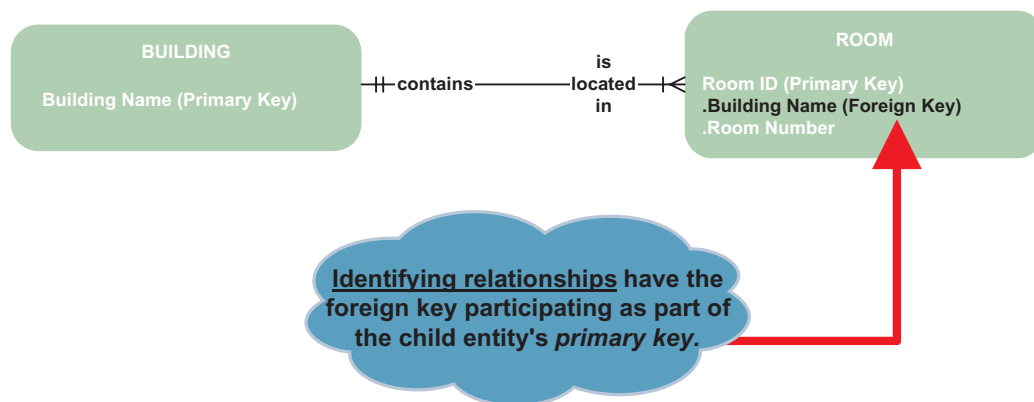 BUILDING
Building Name (Primary Key)
contains
is
located
in
ROOM
Room ID (Primary Key)
.Building Name (Foreign Key)
.Room Number
Identifying relationships have the
foreign key participating as part of
the child entity's primary key.